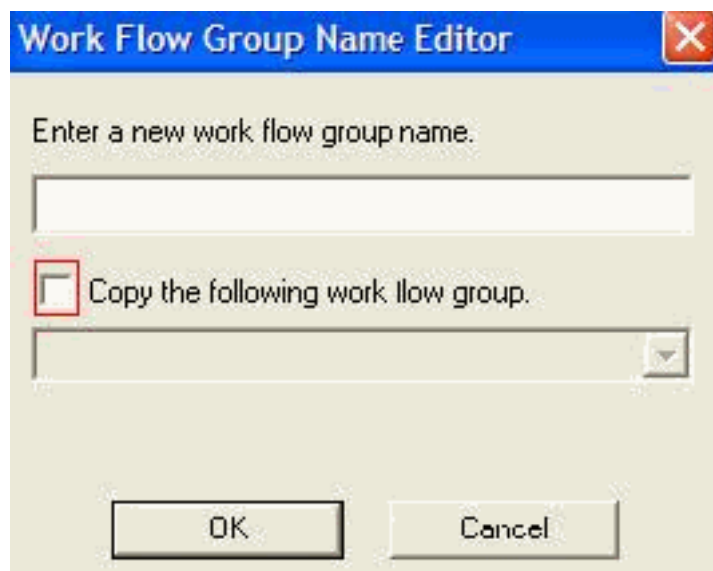 Work Flow Group Name Editor
Enter a new work flow group name.
Copy the following work flow group.
OK
Cancel